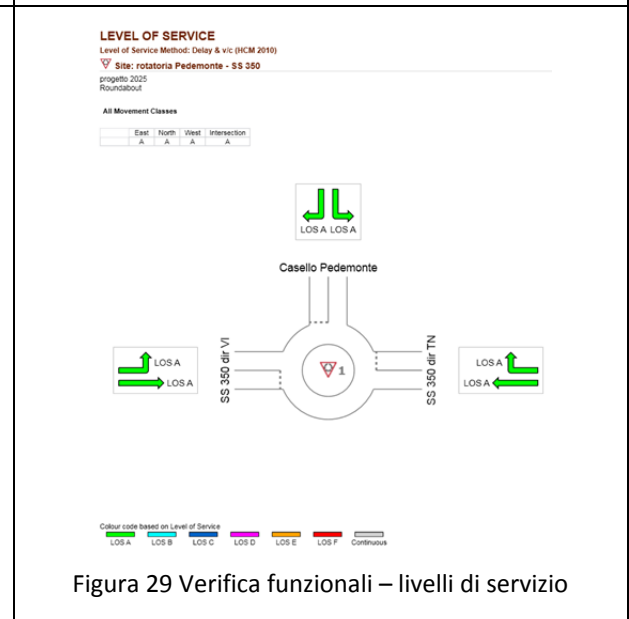 LEVEL OF SERVICE
Level of Service Method: Delay & v/c (HCM 2010)
Site: rotatoria Pedemonte - SS 350
progetto 2025
Roundabout
All Movement Classes
East North West Intersection
A A A A
LOS A LOS A
Casello Pedemonte
LOS A
LOS A
SS 350 dir VI
1
SS 350 dir TN
LOS A
LOS A
Colour code based on Level of Service
LOS A LOS B LOS C LOS D LOS E LOS F Continuous
Figura 29 Verifica funzionali – livelli di servizio